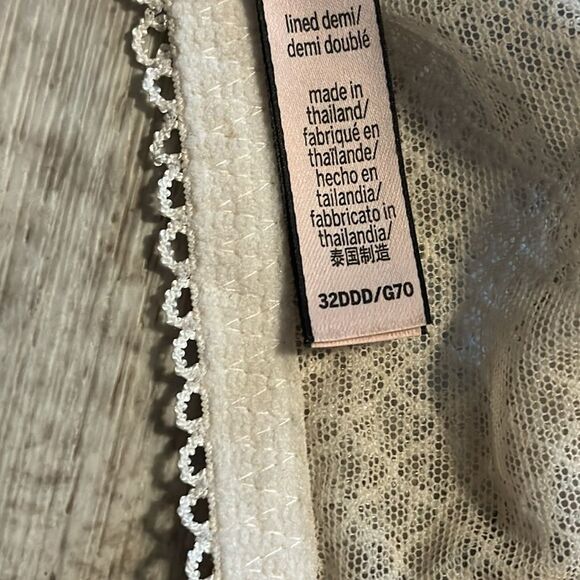 lined demi/
demi doublé
made in
thailand/
fabriqué en
thaïlande/
hecho en
tailandia/
fabbricato in
thailandia/
泰国制造
32DDD/G70